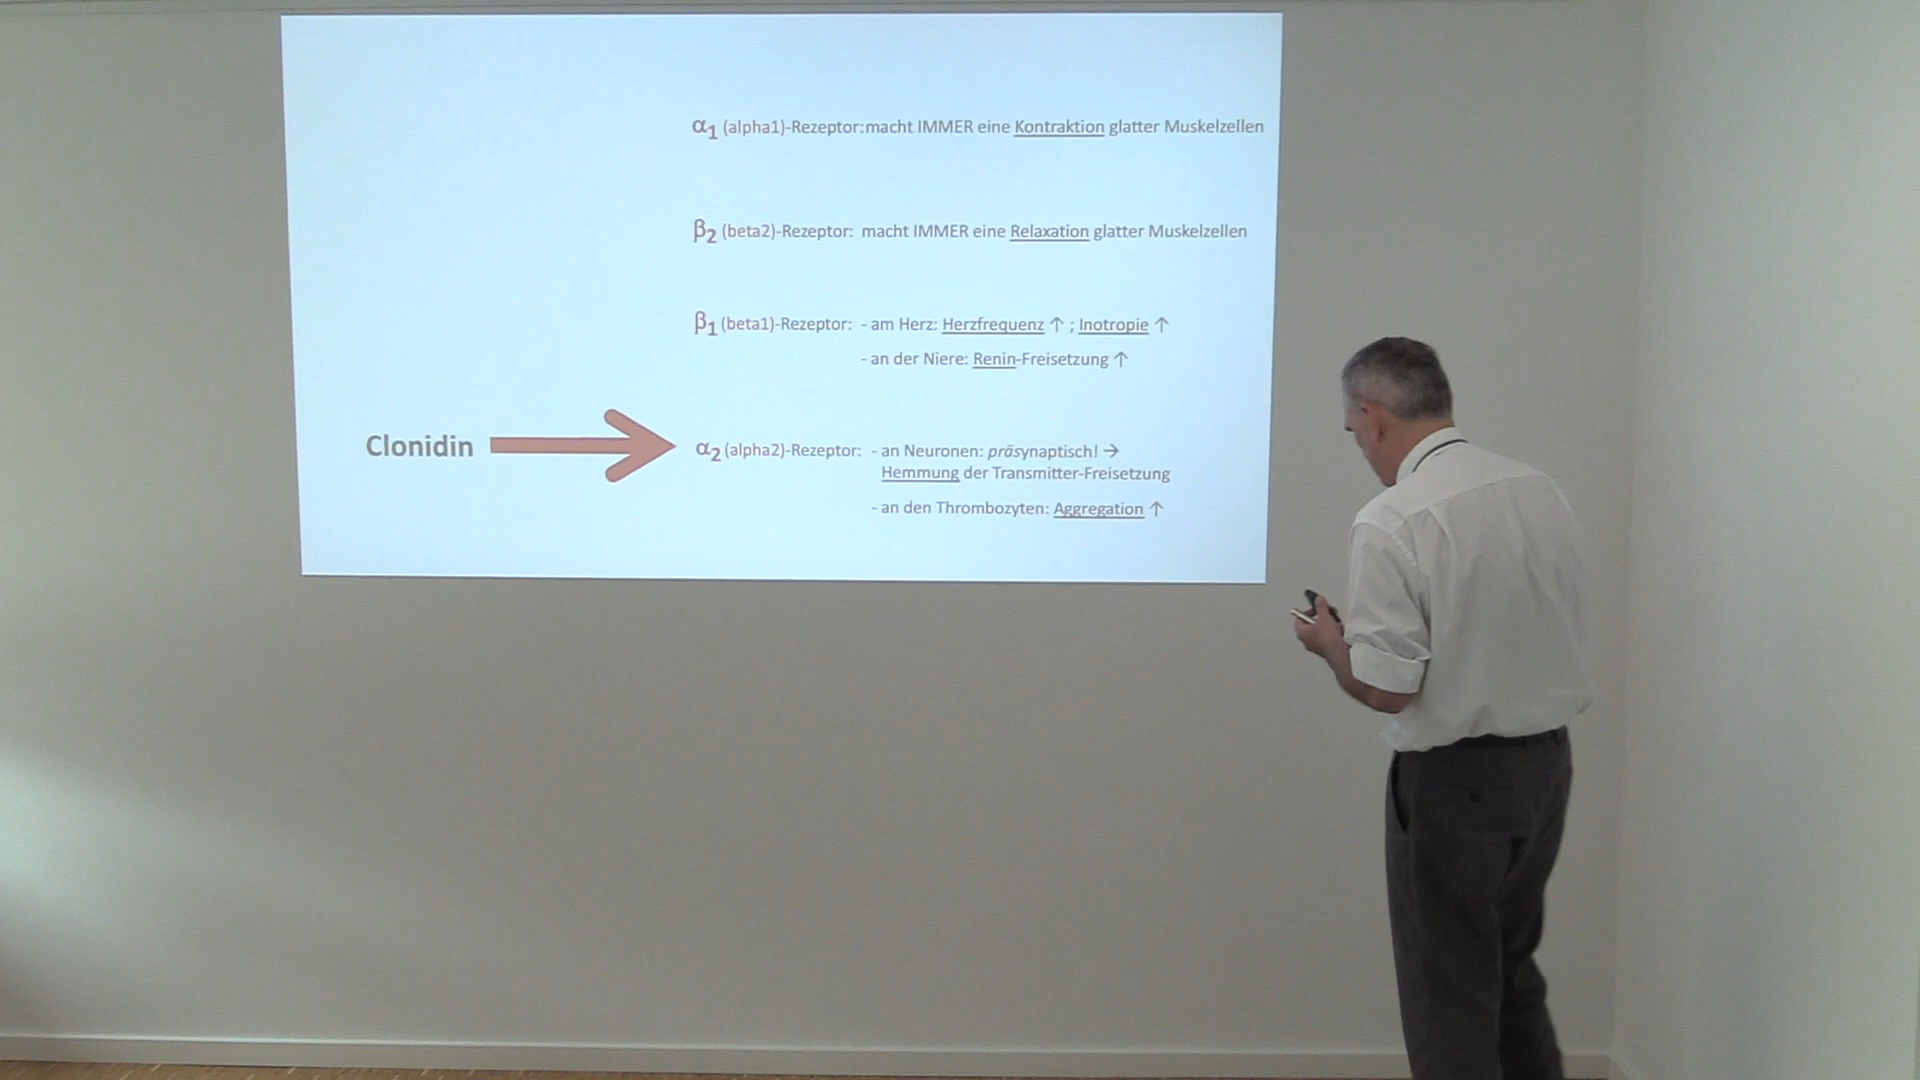 α1 (alpha1)-Rezeptor: macht IMMER eine Kontraktion glatter Muskelzellen
β2 (beta2)-Rezeptor: macht IMMER eine Relaxation glatter Muskelzellen
β1 (beta1)-Rezeptor: - am Herz: Herzfrequenz ↑ ; Inotropie ↑
- an der Niere: Renin-Freisetzung ↑
Clonidin
α2 (alpha2)-Rezeptor: - an Neuronen: präsynaptisch! →
Hemmung der Transmitter-Freisetzung
- an den Thrombozyten: Aggregation ↑